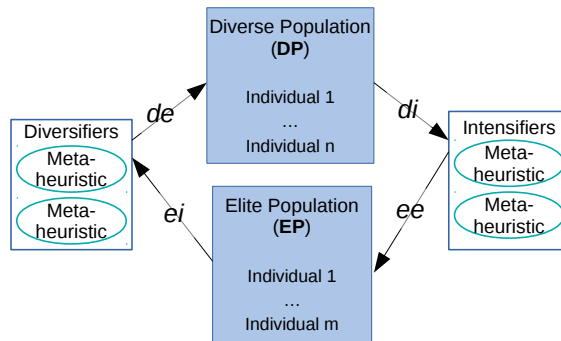 Diverse Population
(DP)
Individual 1
...
Individual n
de
di
Diversifiers
Meta-
heuristic
Meta-
heuristic
Intensifiers
Meta-
heuristic
Meta-
heuristic
ei
ee
Elite Population
(EP)
Individual 1
...
Individual m